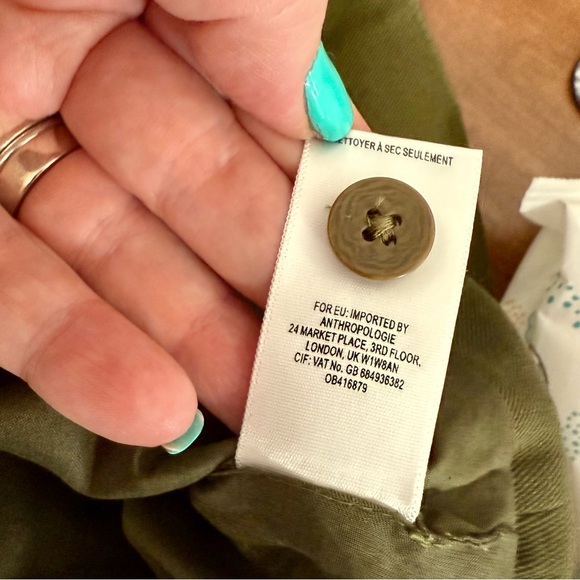 ETTOYER À SEC SEULEMENT
FOR EU: IMPORTED BY
ANTHROPOLOGIE
24 MARKET PLACE, 3RD FLOOR,
LONDON, UK W1W8AN
CIF: VAT No. GB 684936382
OB416879